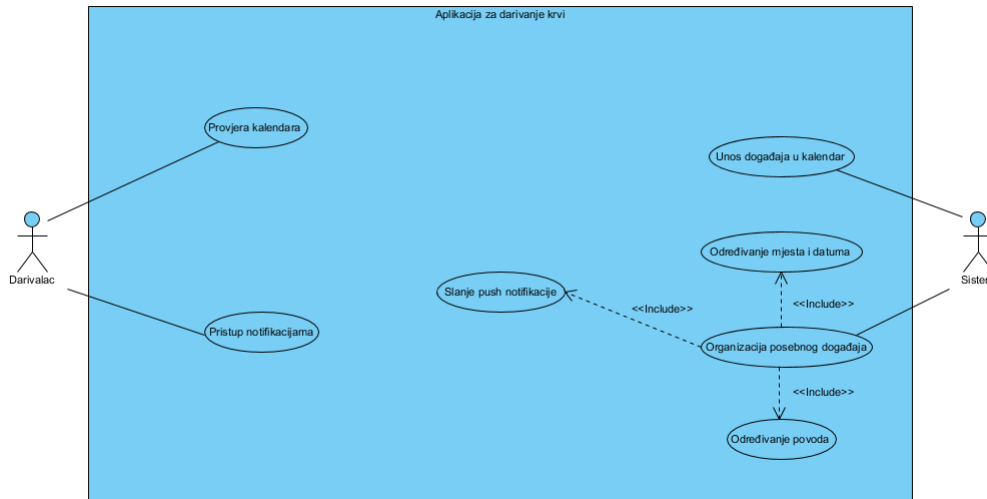 Aplikacija za darivanje krvi
Provjera kalendara
Unos događaja u kalendar
Darivalac
Određivanje mjesta i datuma
Sistem
Slanje push notifikacije
<<Include>>
<<Include>>
Pristup notifikacijama
Organizacija posebnog događaja
<<Include>>
Određivanje povoda